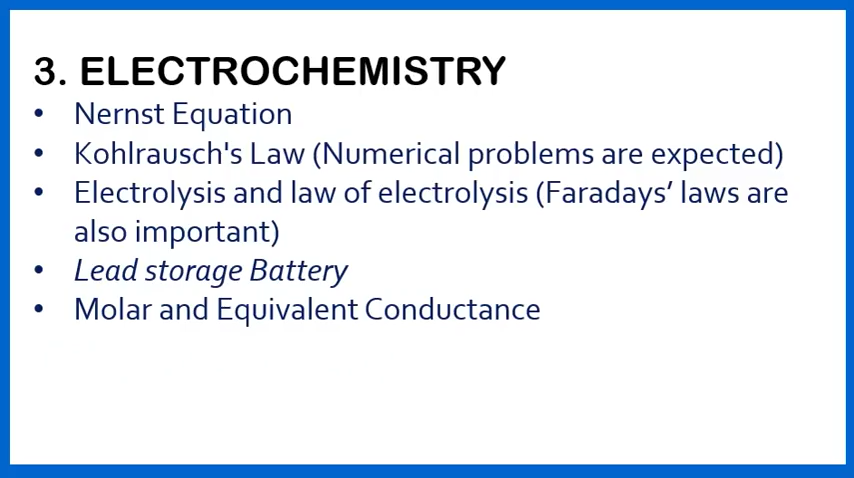 3. ELECTROCHEMISTRY
• Nernst Equation
• Kohlrausch's Law (Numerical problems are expected)
• Electrolysis and law of electrolysis (Faradays’ laws are
also important)
• Lead storage Battery
• Molar and Equivalent Conductance